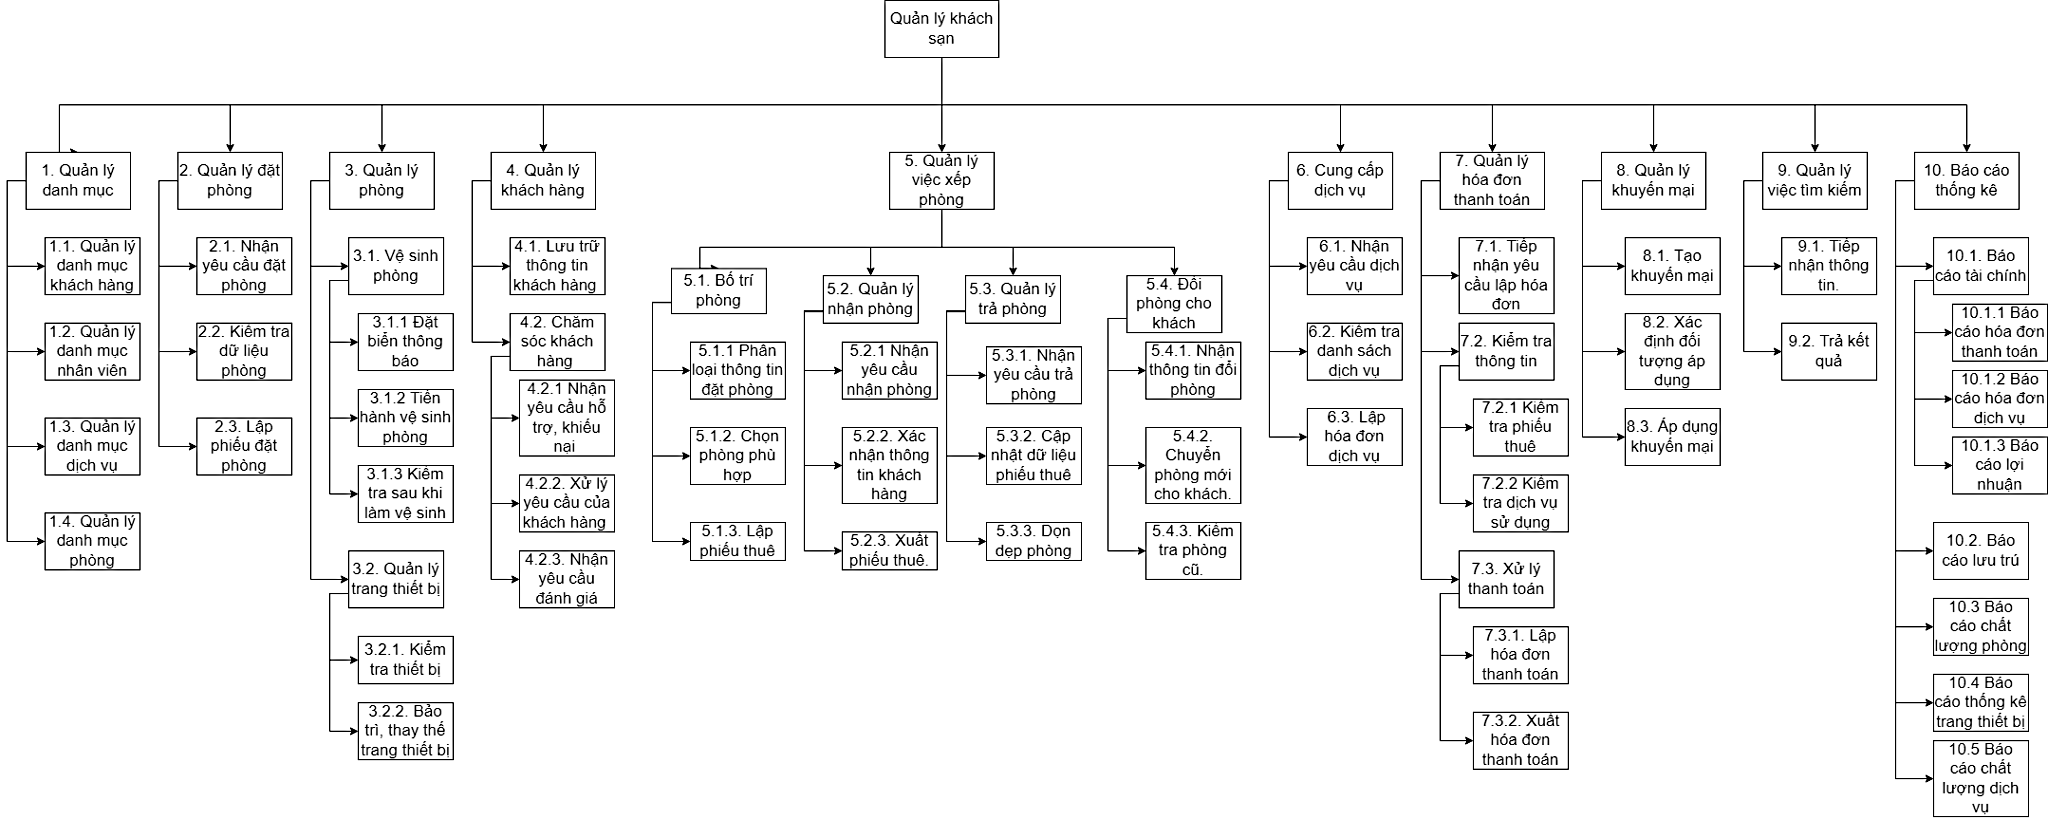 Quản lý khách
sạn
1. Quản lý
danh mục
1.1. Quản lý
danh mục
khách hàng
1.2. Quản lý
danh mục
nhân viên
1.3. Quản lý
danh mục
dịch vụ
1.4. Quản lý
danh mục
phòng
2. Quản lý đặt
phòng
2.1. Nhận
yêu cầu đặt
phòng
2.2. Kiểm tra
dữ liệu
phòng
2.3. Lập
phiếu đặt
phòng
3. Quản lý
phòng
3.1. Vệ sinh
phòng
3.1.1 Đặt
biển thông
báo
3.1.2 Tiến
hành vệ sinh
phòng
3.1.3 Kiểm
tra sau khi
làm vệ sinh
3.2. Quản lý
trang thiết bị
3.2.1. Kiểm
tra thiết bị
3.2.2. Bảo
trì, thay thế
trang thiết bị
4. Quản lý
khách hàng
4.1. Lưu trữ
thông tin
khách hàng
4.2. Chăm
sóc khách
hàng
4.2.1 Nhận
yêu cầu hỗ
trợ, khiếu
nại
4.2.2. Xử lý
yêu cầu của
khách hàng
4.2.3. Nhận
yêu cầu
đánh giá
5. Quản lý
việc xếp
phòng
5.1. Bố trí
phòng
5.1.1 Phân
loại thông tin
đặt phòng
5.1.2. Chọn
phòng phù
hợp
5.1.3. Lập
phiếu thuê
5.2. Quản lý
nhận phòng
5.2.1 Nhận
yêu cầu
nhận phòng
5.2.2. Xác
nhận thông
tin khách
hàng
5.2.3. Xuất
phiếu thuê.
5.3. Quản lý
trả phòng
5.3.1. Nhận
yêu cầu trả
phòng
5.3.2. Cập
nhật dữ liệu
phiếu thuê
5.3.3. Dọn
dẹp phòng
5.4. Đổi
phòng cho
khách
5.4.1. Nhận
thông tin đổi
phòng
5.4.2.
Chuyển
phòng mới
cho khách.
5.4.3. Kiểm
tra phòng
cũ.
6. Cung cấp
dịch vụ
6.1. Nhận
yêu cầu dịch
vụ
6.2. Kiểm tra
danh sách
dịch vụ
6.3. Lập
hóa đơn
dịch vụ
7. Quản lý
hóa đơn
thanh toán
7.1. Tiếp
nhận yêu
cầu lập hóa
đơn
7.2. Kiểm tra
thông tin
7.2.1 Kiểm
tra phiếu
thuê
7.2.2 Kiểm
tra dịch vụ
sử dụng
7.3. Xử lý
thanh toán
7.3.1. Lập
hóa đơn
thanh toán
7.3.2. Xuất
hóa đơn
thanh toán
8. Quản lý
khuyến mại
8.1. Tạo
khuyến mại
8.2. Xác
định đối
tượng áp
dụng
8.3. Áp dụng
khuyến mại
9. Quản lý
việc tìm kiếm
9.1. Tiếp
nhận thông
tin.
9.2. Trả kết
quả
10. Báo cáo
thống kê
10.1. Báo
cáo tài chính
10.1.1 Báo
cáo hóa đơn
thanh toán
10.1.2 Báo
cáo hóa đơn
dịch vụ
10.1.3 Báo
cáo lợi
nhuận
10.2. Báo
cáo lưu trú
10.3 Báo
cáo chất
lượng phòng
10.4 Báo
cáo thống kê
trang thiết bị
10.5 Báo
cáo chất
lượng dịch
vụ